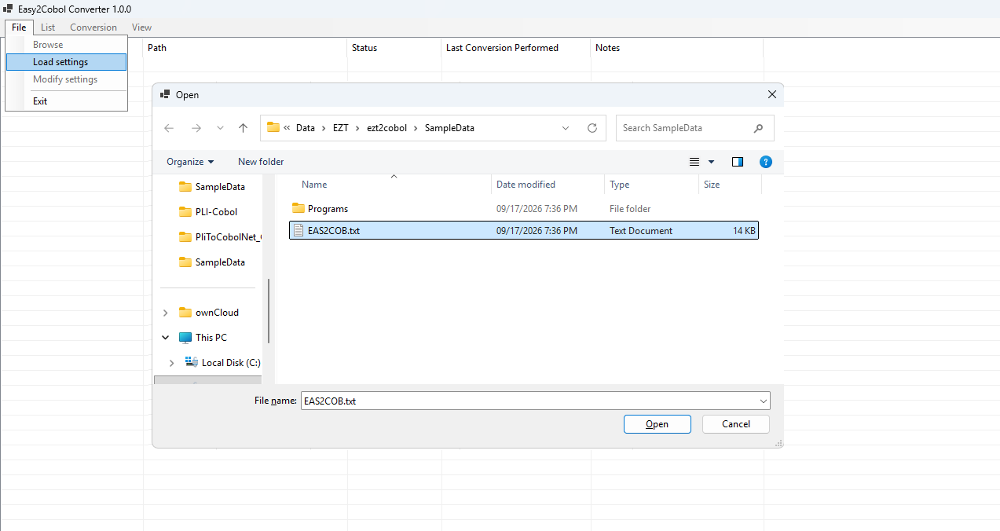 Easy2Cobol Converter 1.0.0
File List Conversion View
Browse
Load settings
Modify settings
Exit
Path Status Last Conversion Performed Notes
Open
« Data > EZT > ezt2cobol > SampleData
Search SampleData
Organize New folder
SampleData
PLI-Cobol
PliToCobolNet_
SampleData
ownCloud
This PC
Local Disk (C:)
Name Date modified Type Size
Programs 09/17/2026 7:36 PM File folder
EAS2COB.txt 09/17/2026 7:36 PM Text Document 14 KB
File name: EAS2COB.txt
Open Cancel